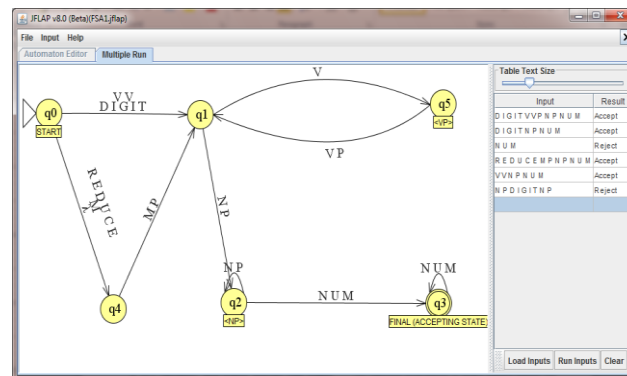 JFLAP v8.0 (Beta)(FSA1.jflap)
File Input Help
Automaton Editor Multiple Run
Table Text Size
Input Result
D I G I T V V P N P N U M Accept
D I G I T N P N U M Accept
N U M Reject
R E D U C E M P N P N U M Accept
V V N P N U M Accept
N P D I G I T N P Reject
q0
START
V V
D I G I T
q1
V
V P
q5
<VP>
R E D U C E
M P
N P
q4
N P
q2
<NP>
N U M
N U M
q3
FINAL (ACCEPTING STATE)
Load Inputs Run Inputs Clear